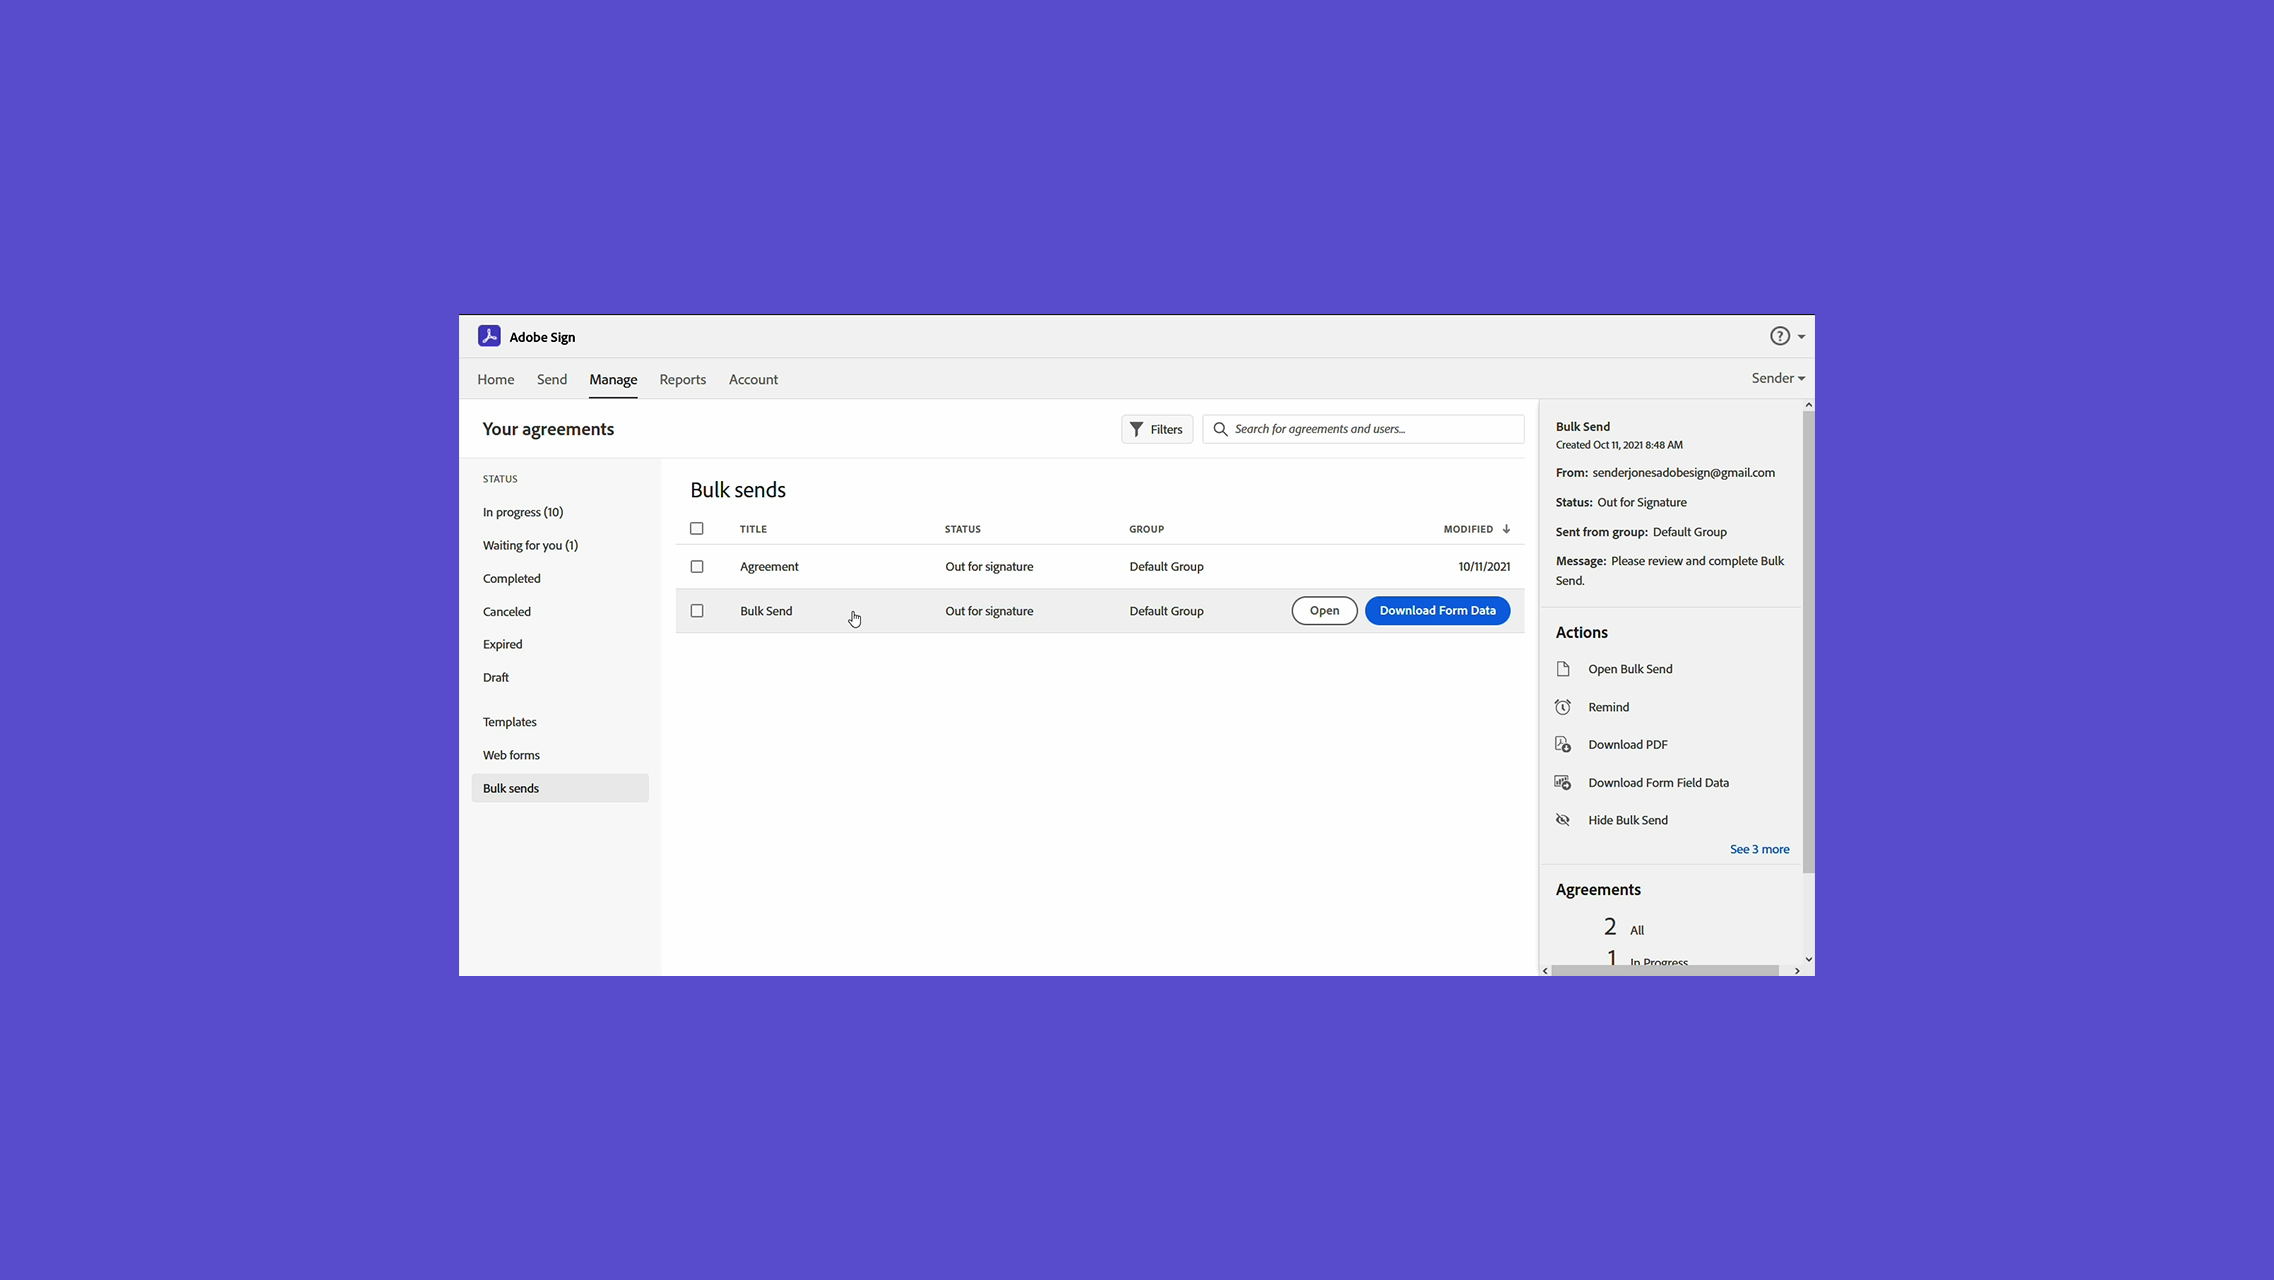 Adobe Sign
Home Send Manage Reports Account Sender
Your agreements
Filters
Search for agreements and users...
STATUS
In progress (10)
Waiting for you (1)
Completed
Canceled
Expired
Draft
Templates
Web forms
Bulk sends
Bulk sends
TITLE STATUS GROUP MODIFIED
Agreement Out for signature Default Group 10/11/2021
Bulk Send Out for signature Default Group Open Download Form Data
Bulk Send
Created Oct 11, 2021 8:48 AM
From: senderjonesadobesign@gmail.com
Status: Out for Signature
Sent from group: Default Group
Message: Please review and complete Bulk
Send.
Actions
Open Bulk Send
Remind
Download PDF
Download Form Field Data
Hide Bulk Send
See 3 more
Agreements
2 All
1 In Progress